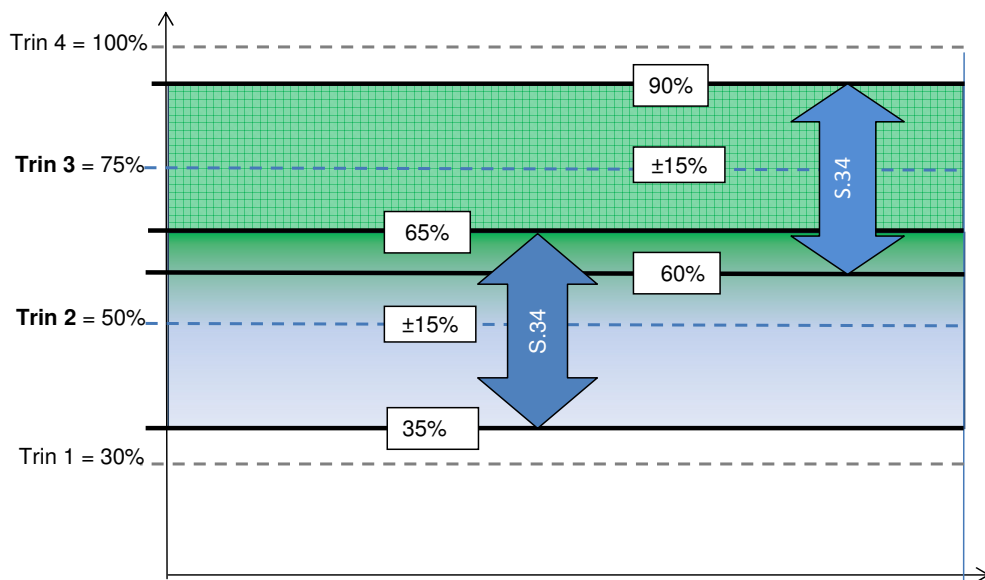 Trin 4 = 100%
90%
Trin 3 = 75%
±15%
S.34
65%
60%
Trin 2 = 50%
±15%
S.34
35%
Trin 1 = 30%